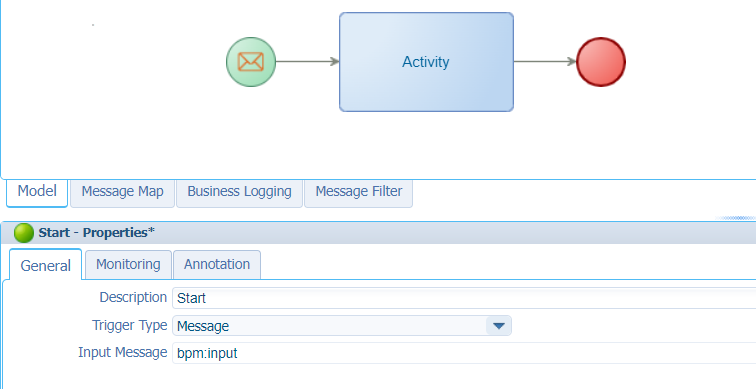 Activity
Model Message Map Business Logging Message Filter
Start - Properties*
General Monitoring Annotation
Description Start
Trigger Type Message
Input Message bpm:input